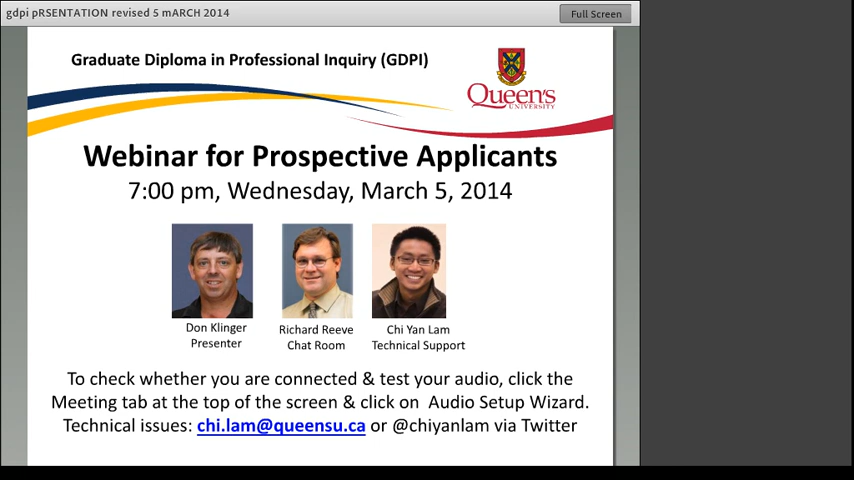 gdpi pRSENTATION revised 5 mARCH 2014
Full Screen
Graduate Diploma in Professional Inquiry (GDPI)
Queen's
UNIVERSITY
Webinar for Prospective Applicants
7:00 pm, Wednesday, March 5, 2014
Don Klinger
Presenter
Richard Reeve
Chat Room
Chi Yan Lam
Technical Support
To check whether you are connected & test your audio, click the
Meeting tab at the top of the screen & click on Audio Setup Wizard.
Technical issues: chi.lam@queensu.ca or @chiyanlam via Twitter